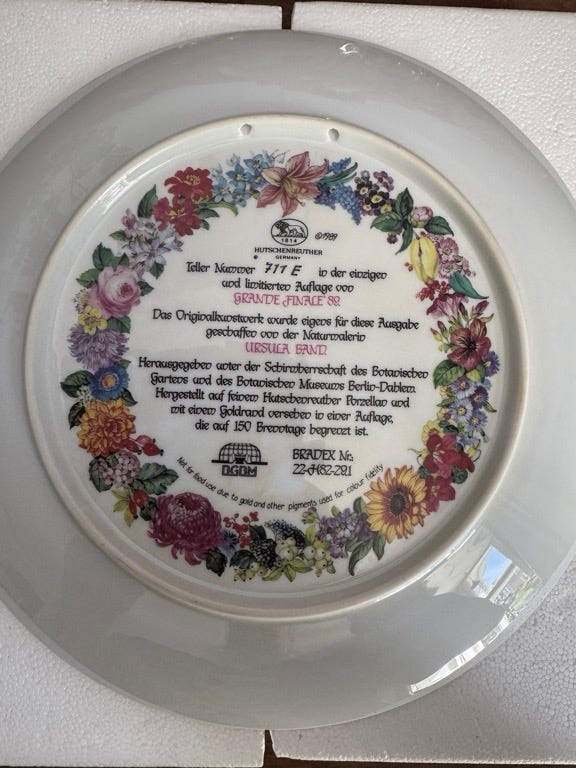 1814
©1989
HUTSCHENREUTHER
GERMANY
Teller Nummer 711 E in der einzigen
und limitierten Auflage von
GRANDE FINALE 89.
Das Originalkunstwerk wurde eigens für diese Ausgabe
geschaffen von der Naturmalerin
URSULA BAND.
Herausgegeben unter der Schirmherrschaft des Botanischen
Gartens und des Botanischen Museums Berlin-Dahlem.
Hergestellt auf feinem Hutschenreuther Porzellan und
mit einem Goldrand versehen in einer Auflage,
die auf 150 Brenntage begrenzt ist.
BGBM
BRADEX Nr.:
22-H82-29.1
Not for food use due to gold and other pigments used for colour fidelity